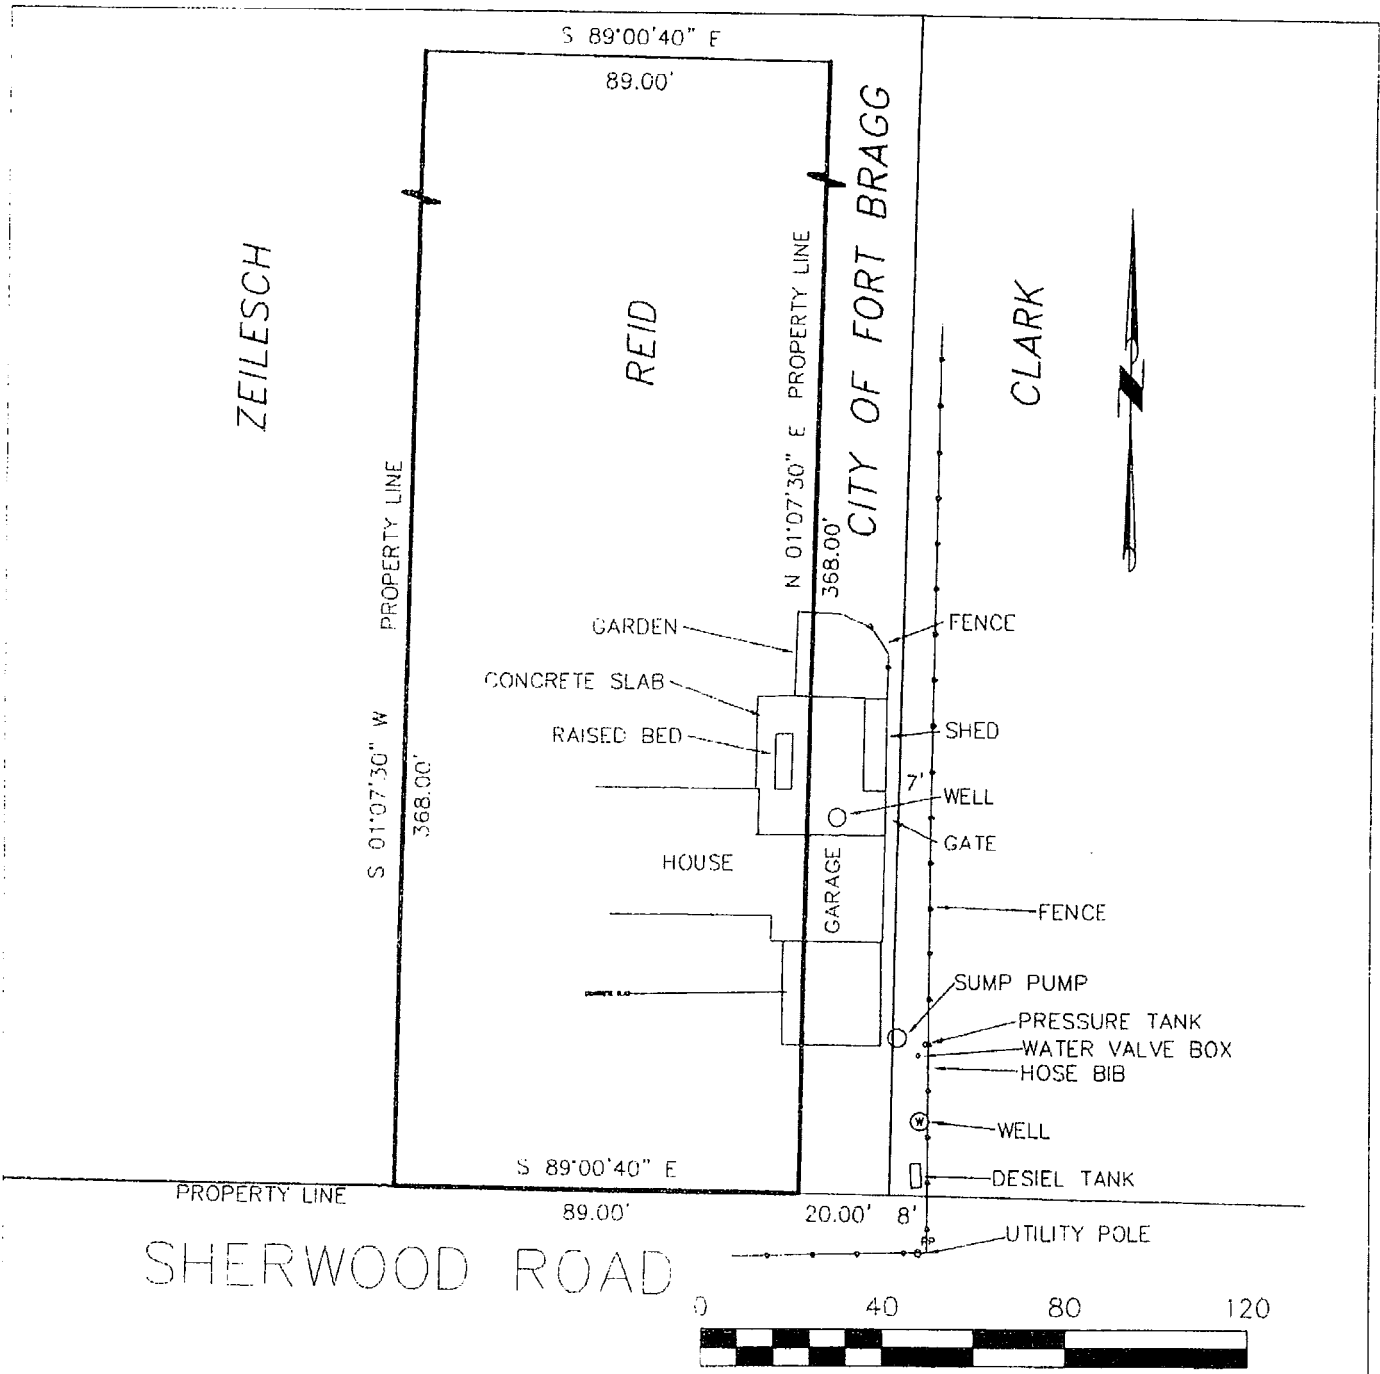 S 89°00'40" E
89.00'
CITY OF FORT BRAGG
ZEILESCH
REID
CLARK
N 01°07'30" E PROPERTY LINE
368.00'
S 01°07'30" W PROPERTY LINE
368.00'
GARDEN
FENCE
CONCRETE SLAB
RAISED BED
SHED
7'
WELL
GATE
HOUSE
GARAGE
FENCE
CONCRETE SLAB
SUMP PUMP
PRESSURE TANK
WATER VALVE BOX
HOSE BIB
W
WELL
DESIEL TANK
S 89°00'40" E
PROPERTY LINE
89.00'
20.00'
8'
PP
UTILITY POLE
SHERWOOD ROAD
0 40 80 120